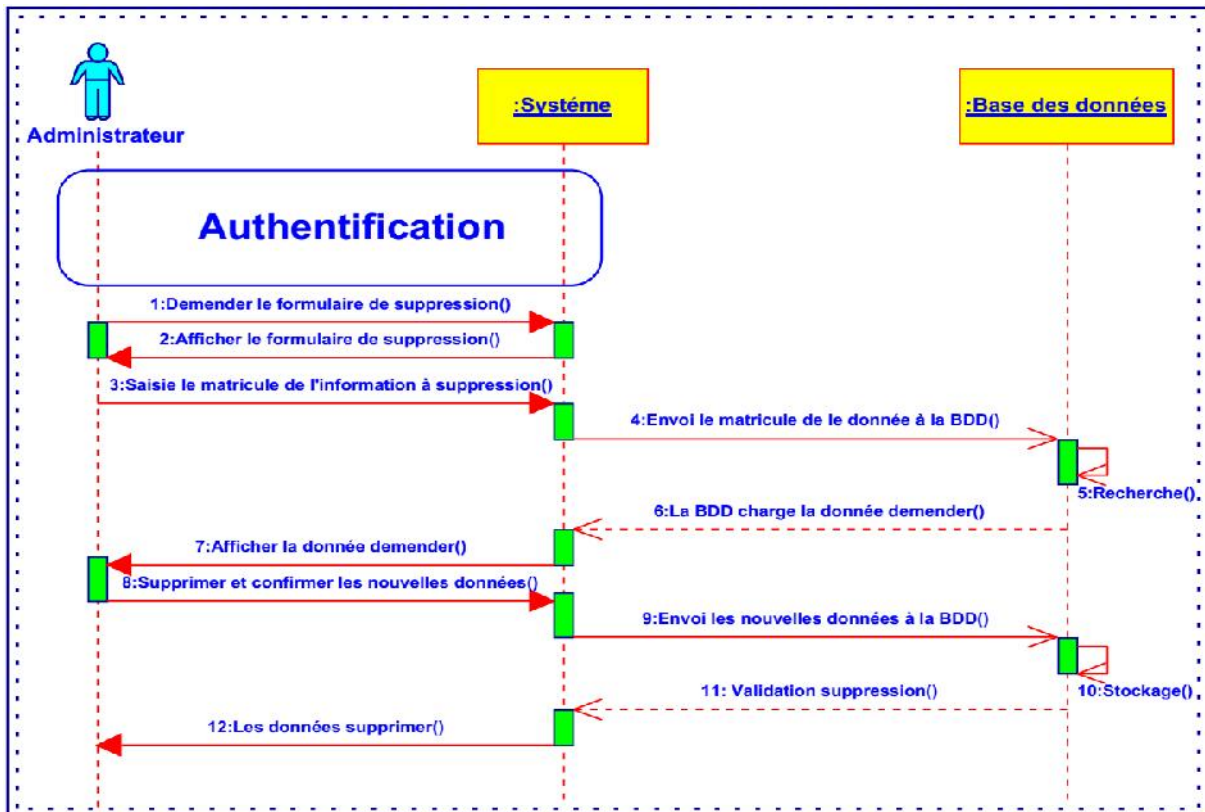 Administrateur
:Systéme
:Base des données
Authentification
1:Demender le formulaire de suppression()
2:Afficher le formulaire de suppression()
3:Saisie le matricule de l'information à suppression()
4:Envoi le matricule de le donnée à la BDD()
5:Recherche()
6:La BDD charge la donnée demender()
7:Afficher la donnée demender()
8:Supprimer et confirmer les nouvelles données()
9:Envoi les nouvelles données à la BDD()
10:Stockage()
11: Validation suppression()
12:Les données supprimer()